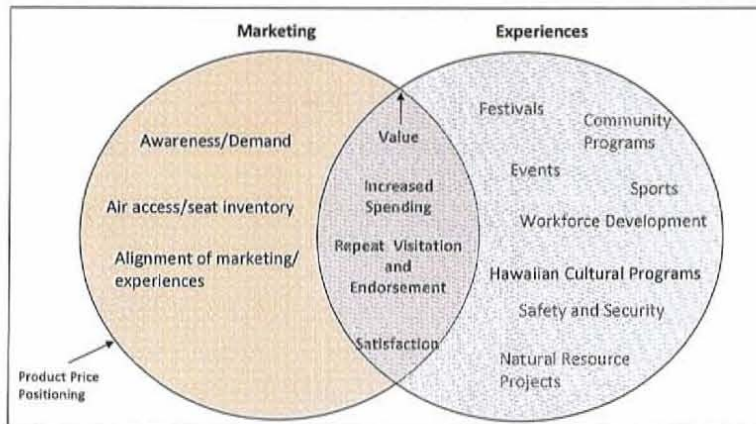 Marketing
Experiences
Awareness/Demand
Air access/seat inventory
Alignment of marketing/
experiences
Product Price
Positioning
Value
Increased
Spending
Repeat Visitation
and
Endorsement
Satisfaction
Festivals
Community
Programs
Events
Sports
Workforce Development
Hawaiian Cultural Programs
Safety and Security
Natural Resource
Projects